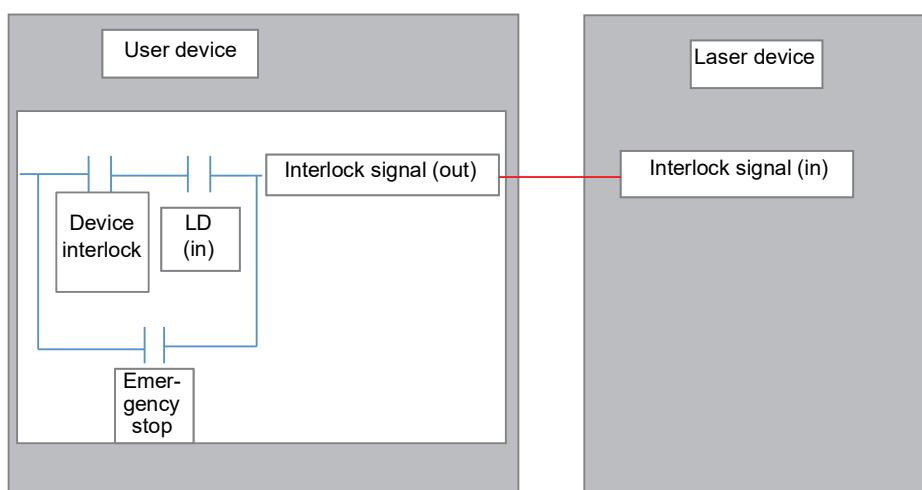 User device
Laser device
Interlock signal (out)
Interlock signal (in)
Device
interlock
LD
(in)
Emer-
gency
stop